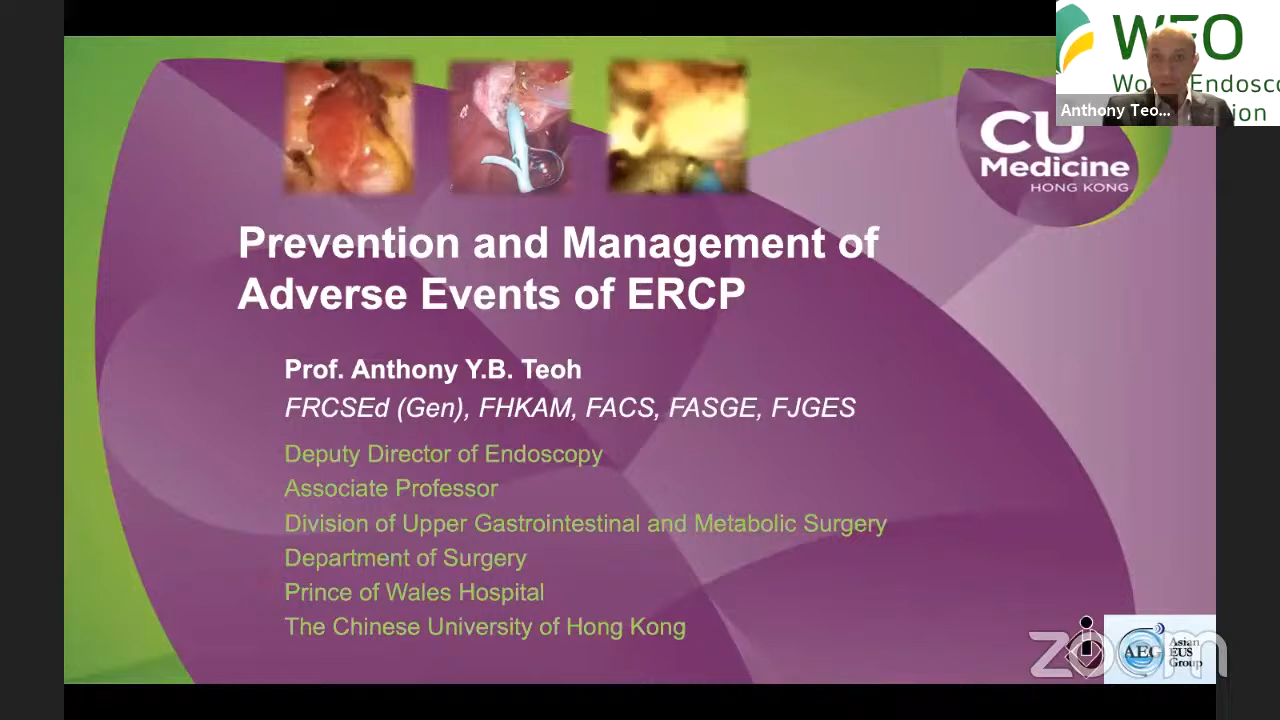 WEO
Endosc
ion
Anthony Teo...
CU
Medicine
HONG KONG
Prevention and Management of
Adverse Events of ERCP
Prof. Anthony Y.B. Teoh
FRCSEd (Gen), FHKAM, FACS, FASGE, FJGES
Deputy Director of Endoscopy
Associate Professor
Division of Upper Gastrointestinal and Metabolic Surgery
Department of Surgery
Prince of Wales Hospital
The Chinese University of Hong Kong
zoom
AEG
Asian
EUS
Group